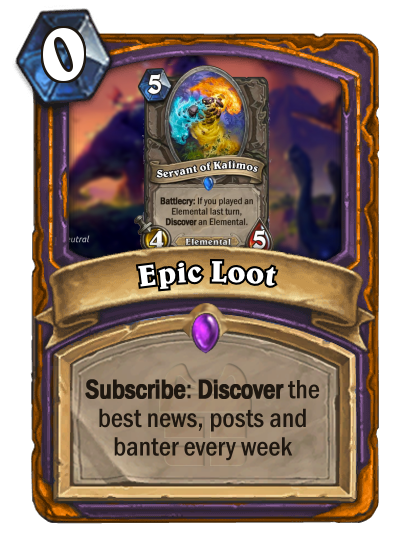 0
5
Servant of Kalimos
Battlecry: If you played an
Elemental last turn,
Discover an Elemental.
eutral
4
Elemental
5
Epic Loot
Subscribe: Discover the
best news, posts and
banter every week